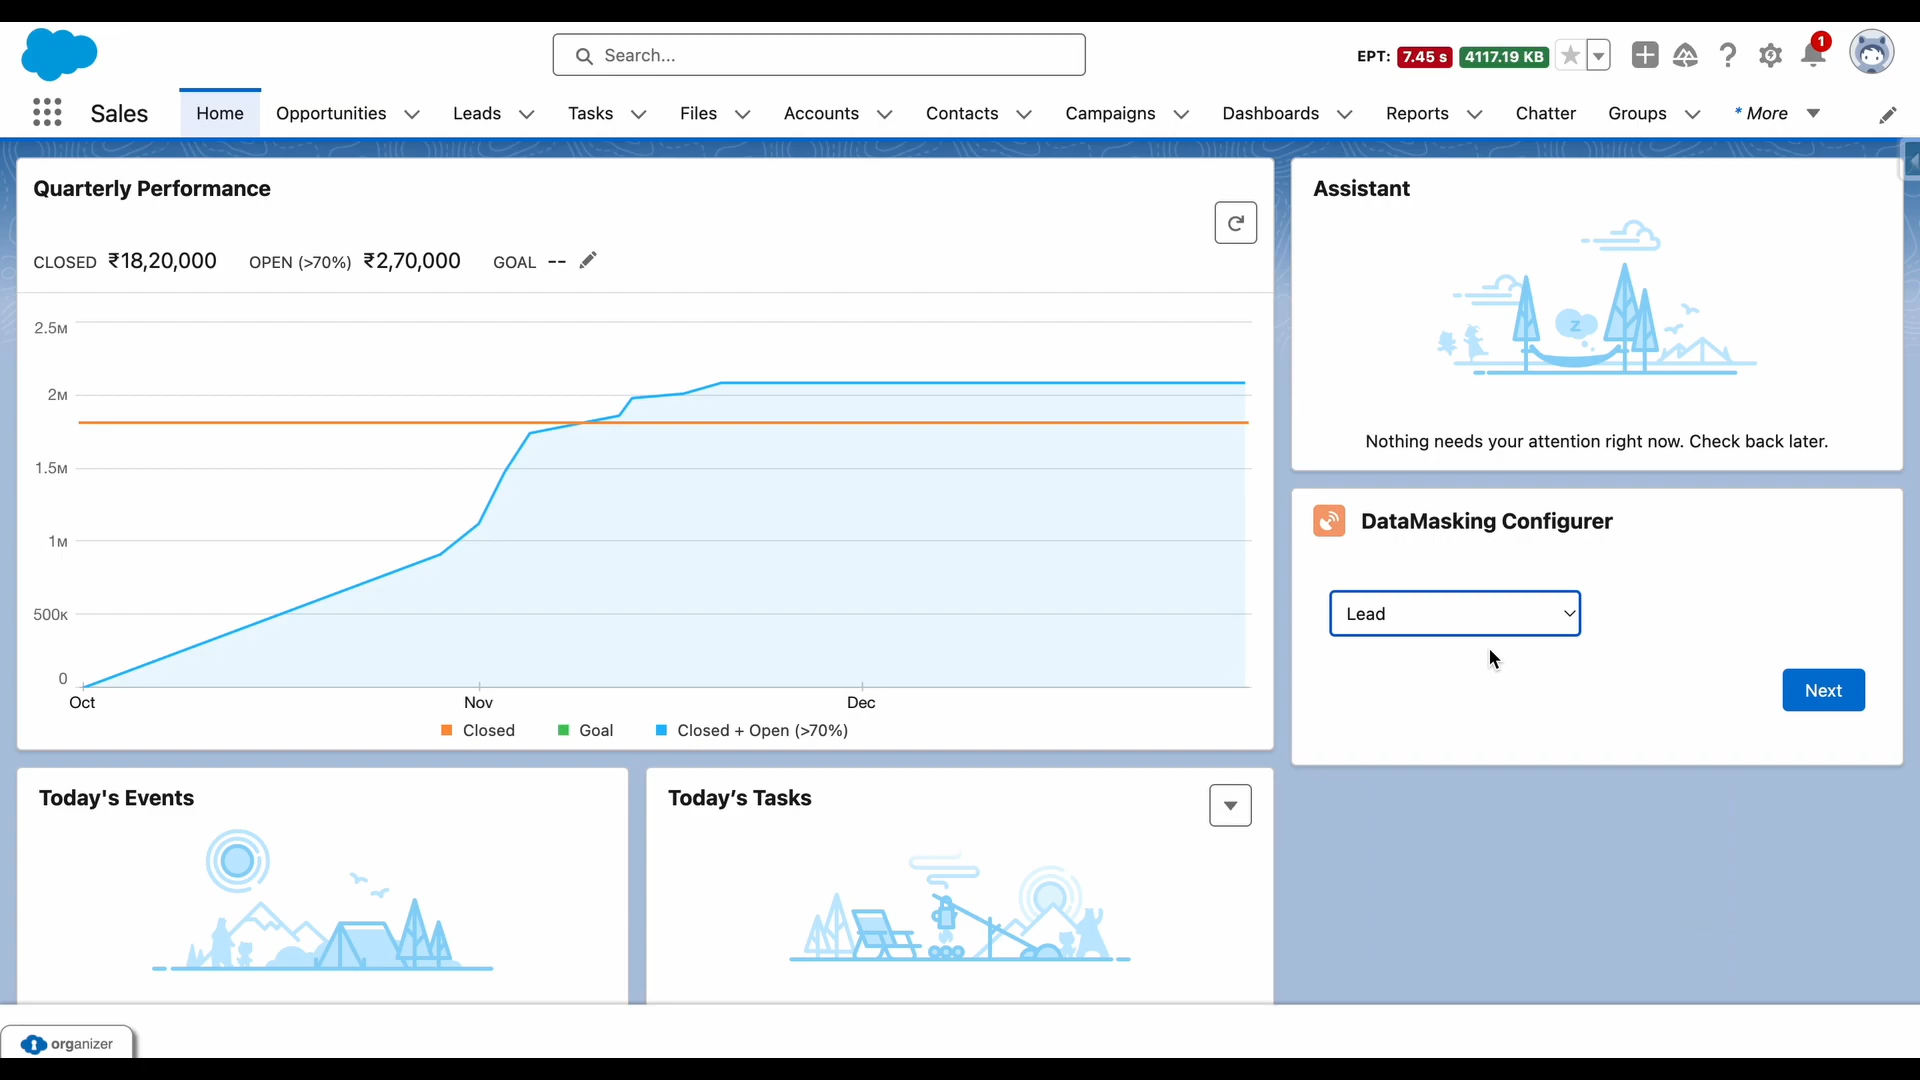 Search...
EPT: 7.45 s 4117.19 KB
1
Sales
Home
Opportunities
Leads
Tasks
Files
Accounts
Contacts
Campaigns
Dashboards
Reports
Chatter
Groups
* More
Quarterly Performance
CLOSED ₹18,20,000 OPEN (>70%) ₹2,70,000 GOAL --
2.5M
2M
1.5M
1M
500K
0
Oct
Nov
Dec
Closed
Goal
Closed + Open (>70%)
Assistant
z
Nothing needs your attention right now. Check back later.
DataMasking Configurer
Lead
Next
Today's Events
Today’s Tasks
organizer